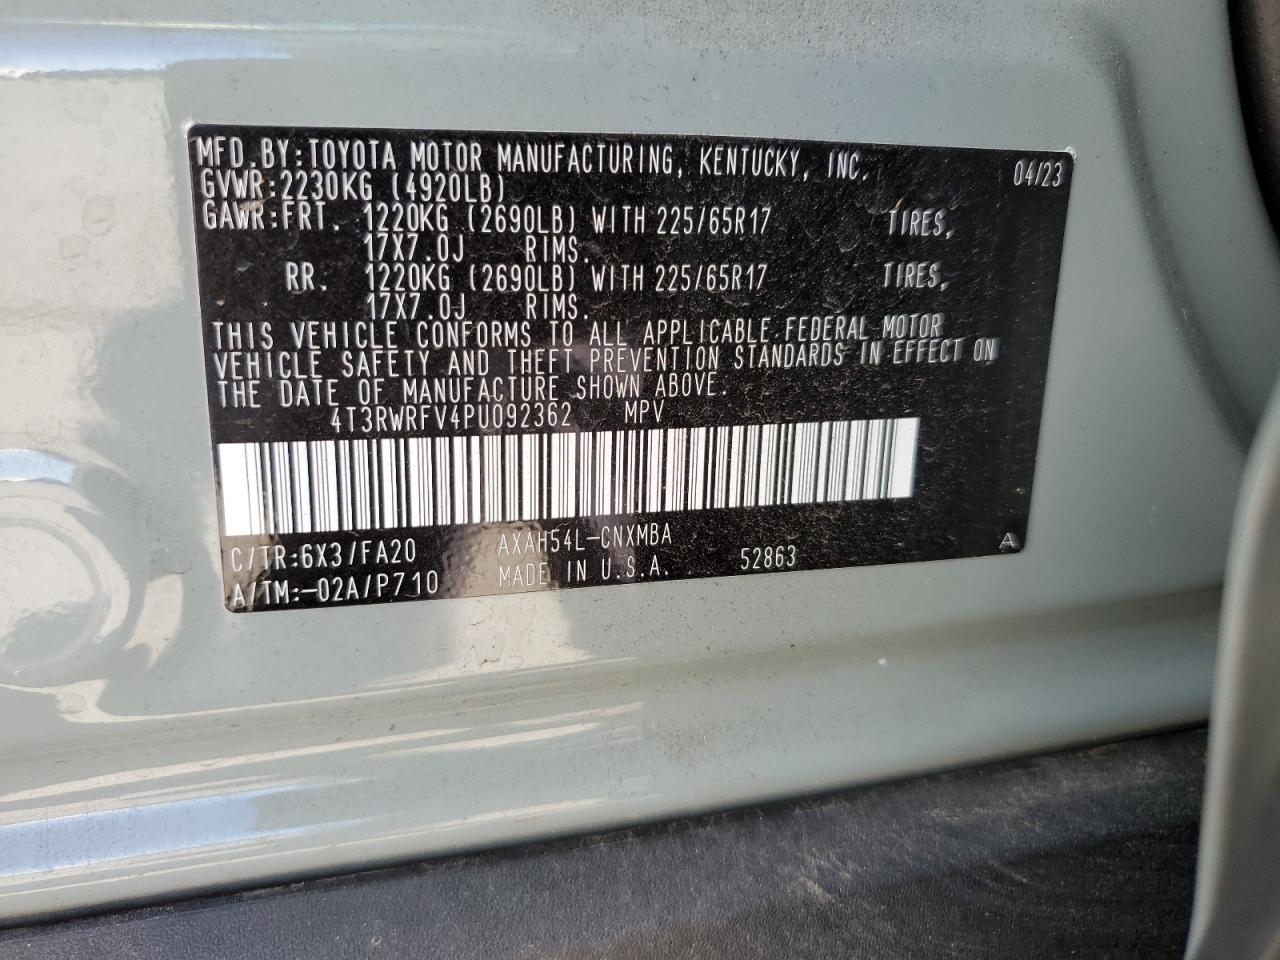 MFD.BY:TOYOTA MOTOR MANUFACTURING, KENTUCKY, INC. 04/23
GVWR:2230KG (4920LB)
GAWR:FRT. 1220KG (2690LB) WITH 225/65R17 TIRES,
17X7.0J RIMS.
RR. 1220KG (2690LB) WITH 225/65R17 TIRES,
17X7.0J RIMS.
THIS VEHICLE CONFORMS TO ALL APPLICABLE FEDERAL MOTOR
VEHICLE SAFETY AND THEFT PREVENTION STANDARDS IN EFFECT ON
THE DATE OF MANUFACTURE SHOWN ABOVE.
4T3RWRFV4PU092362 MPV
C/TR:6X3/FA20 AXAH54L-CNXMBA
A/TM:-02A/P710 MADE IN U.S.A. 52863 A